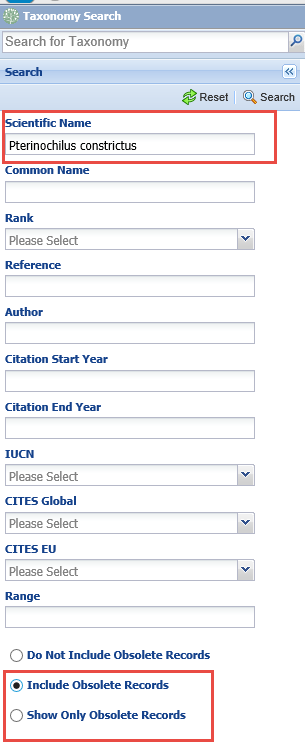 Taxonomy Search
Search for Taxonomy
Search
Reset Search
Scientific Name
Pterinochilus constrictus
Common Name
Rank
Please Select
Reference
Author
Citation Start Year
Citation End Year
IUCN
Please Select
CITES Global
Please Select
CITES EU
Please Select
Range
Do Not Include Obsolete Records
Include Obsolete Records
Show Only Obsolete Records